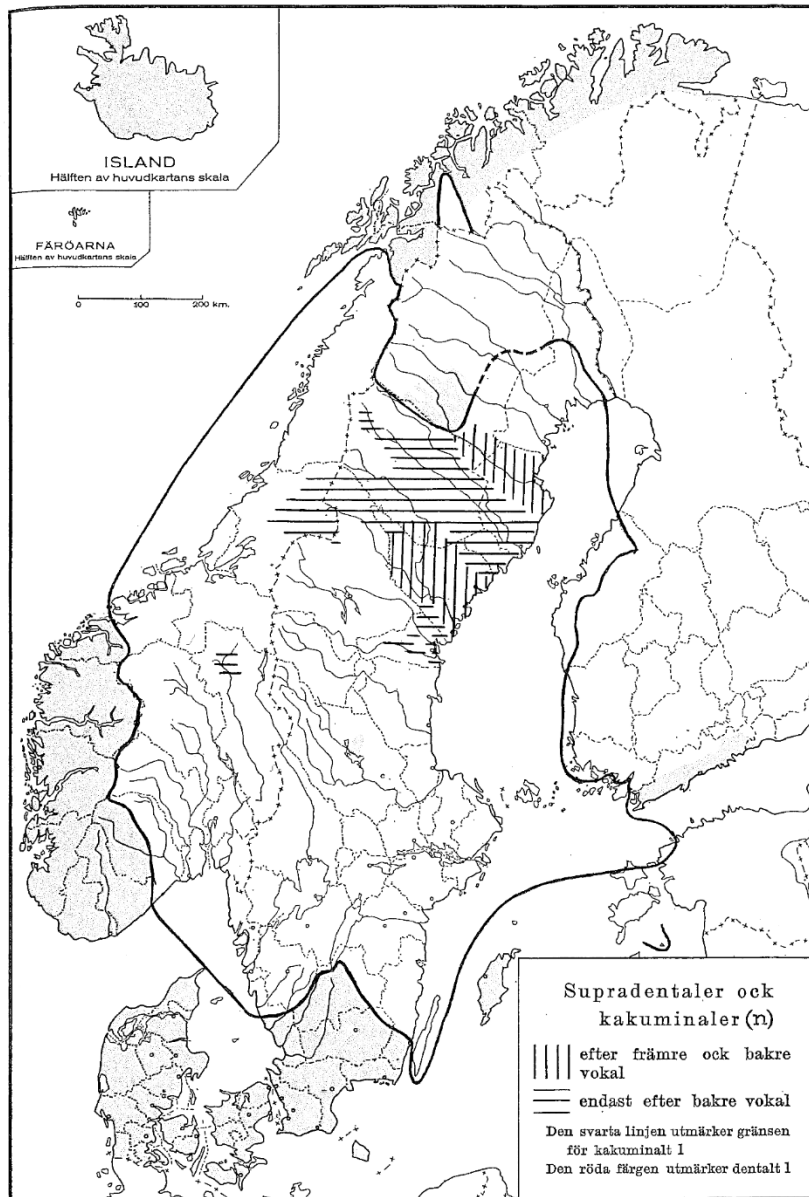 ISLAND
Hälften av huvudkartans skala
FÄRÖARNA
Hälften av huvudkartans skala
0 100 200 km.
Supradentaler ock
kakuminaler (n)
efter främre ock bakre
vokal
endast efter bakre vokal
Den svarta linjen utmärker gränsen
för kakuminalt l
Den röda färgen utmärker dentalt l